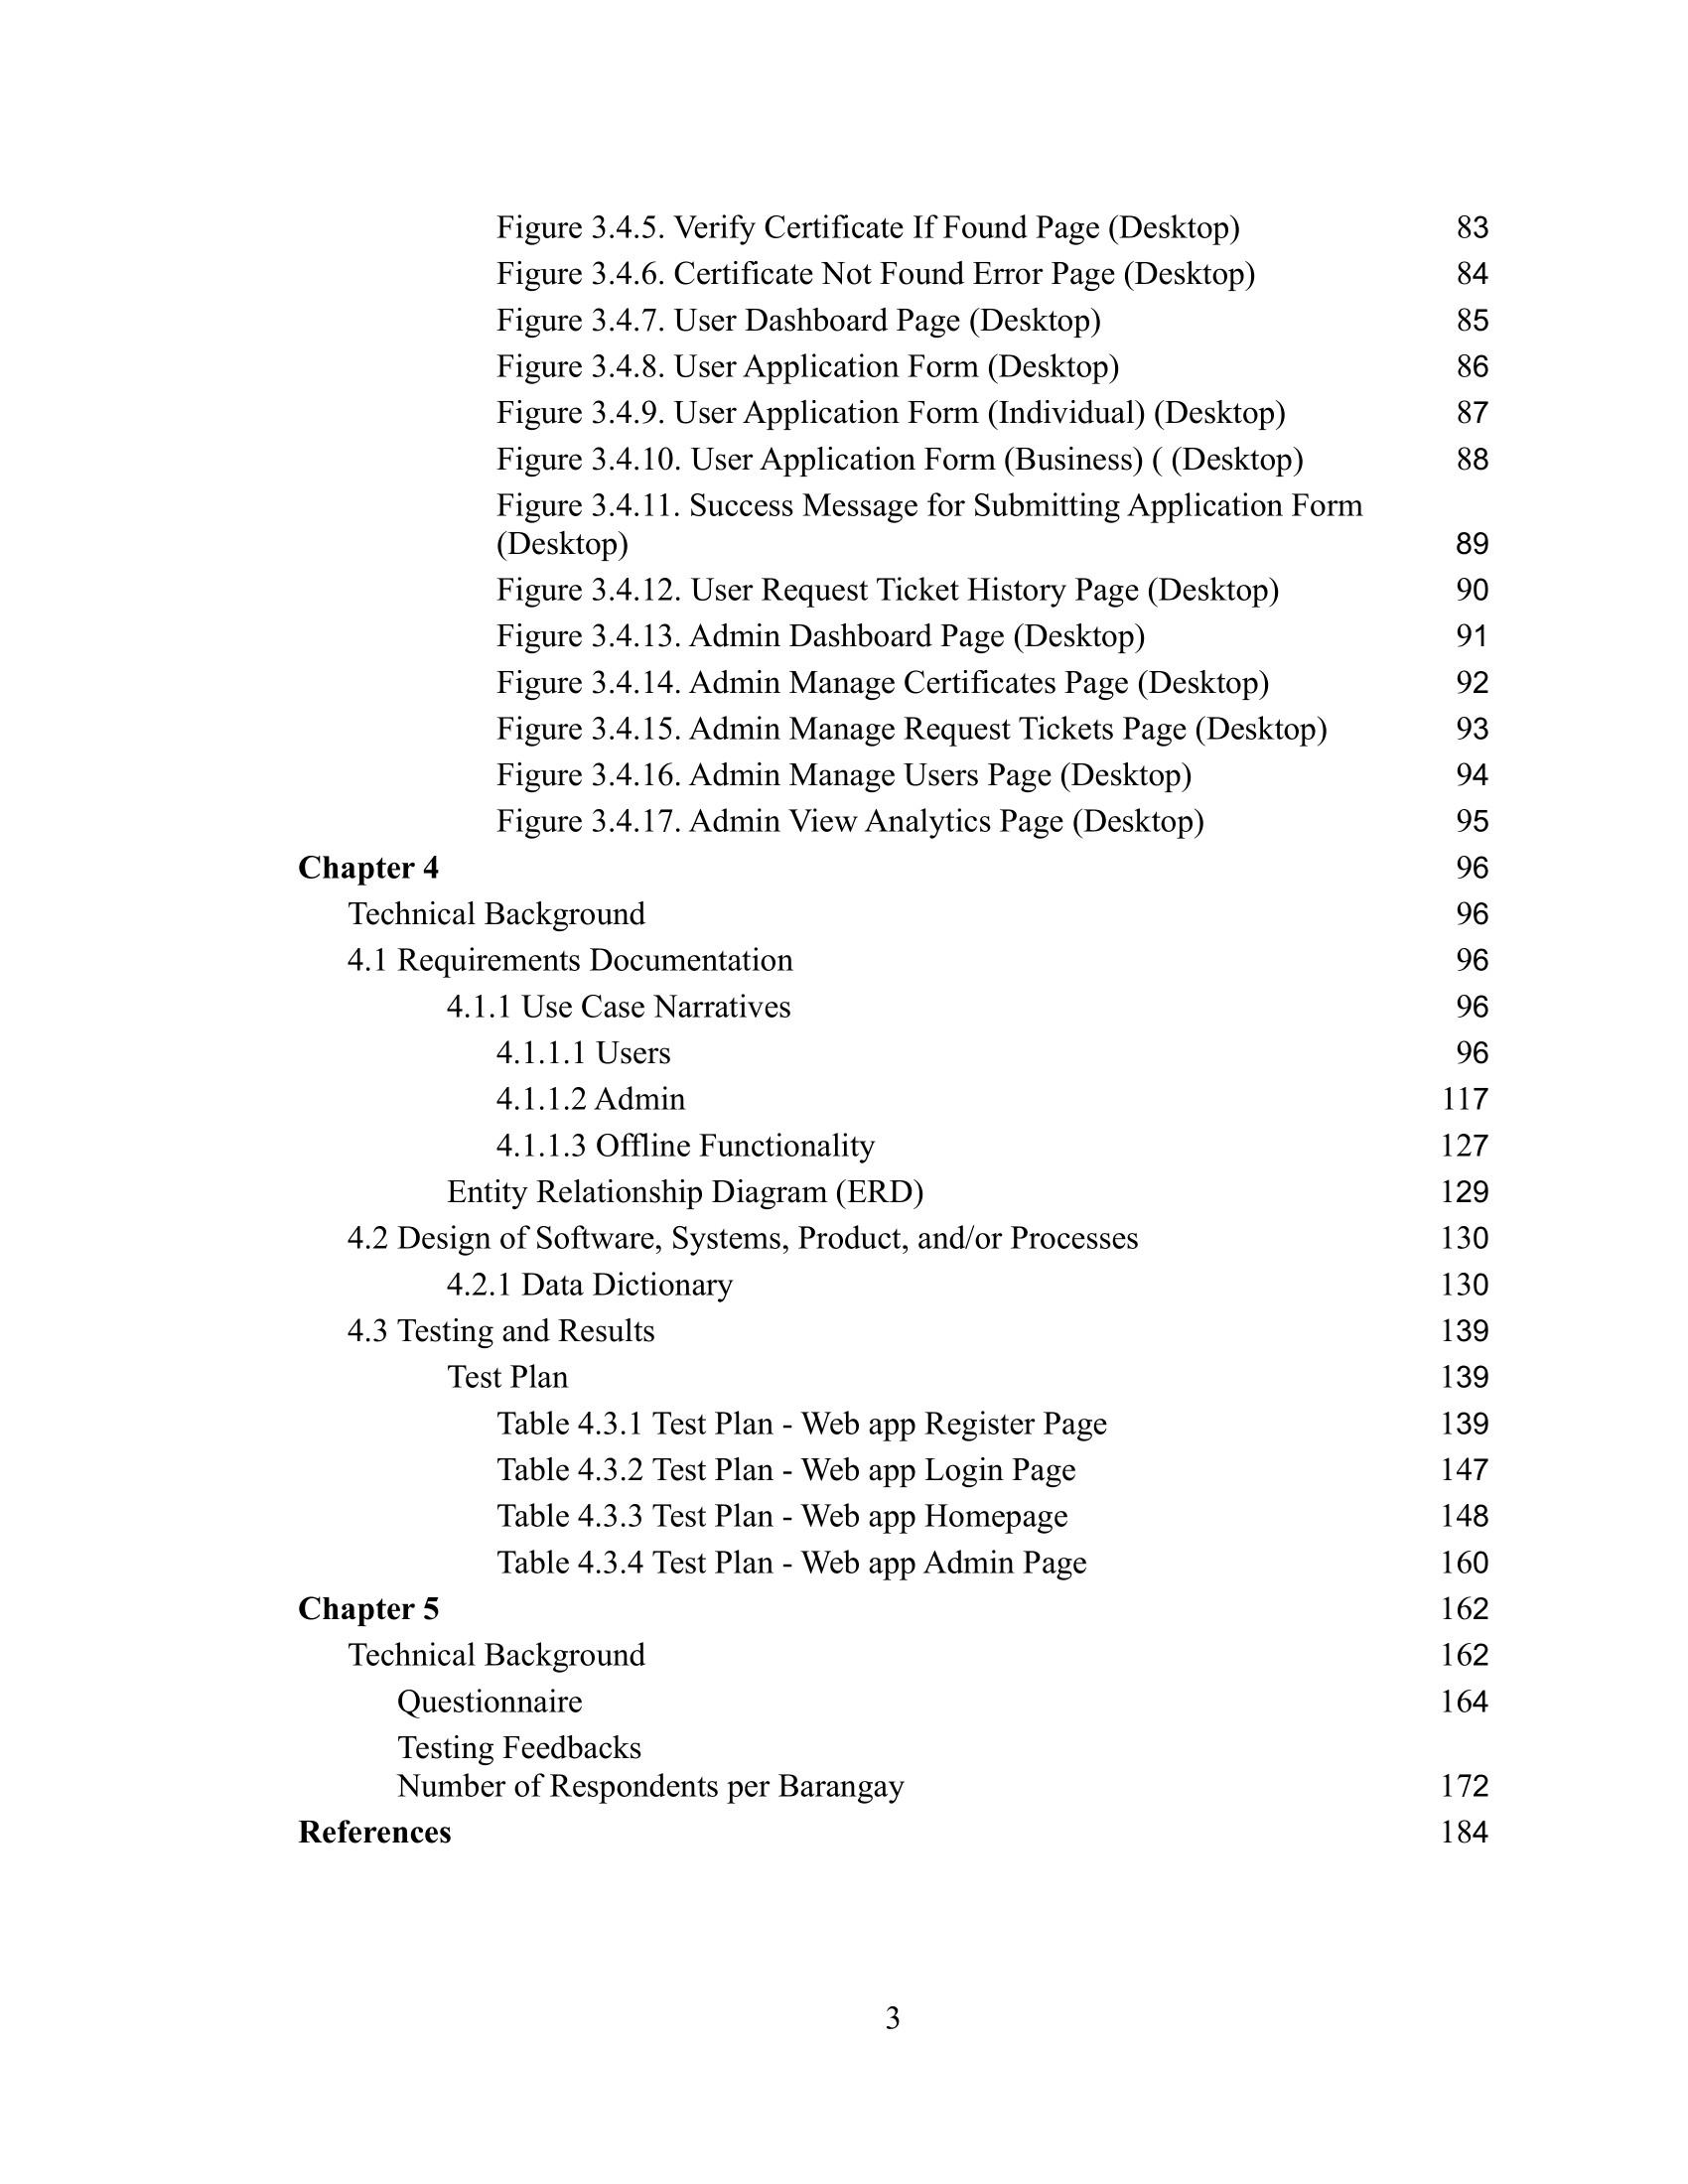 Figure 3.4.5. Verify Certificate If Found Page (Desktop) 83
Figure 3.4.6. Certificate Not Found Error Page (Desktop) 84
Figure 3.4.7. User Dashboard Page (Desktop) 85
Figure 3.4.8. User Application Form (Desktop) 86
Figure 3.4.9. User Application Form (Individual) (Desktop) 87
Figure 3.4.10. User Application Form (Business) ( (Desktop) 88
Figure 3.4.11. Success Message for Submitting Application Form
(Desktop) 89
Figure 3.4.12. User Request Ticket History Page (Desktop) 90
Figure 3.4.13. Admin Dashboard Page (Desktop) 91
Figure 3.4.14. Admin Manage Certificates Page (Desktop) 92
Figure 3.4.15. Admin Manage Request Tickets Page (Desktop) 93
Figure 3.4.16. Admin Manage Users Page (Desktop) 94
Figure 3.4.17. Admin View Analytics Page (Desktop) 95
Chapter 4 96
Technical Background 96
4.1 Requirements Documentation 96
4.1.1 Use Case Narratives 96
4.1.1.1 Users 96
4.1.1.2 Admin 117
4.1.1.3 Offline Functionality 127
Entity Relationship Diagram (ERD) 129
4.2 Design of Software, Systems, Product, and/or Processes 130
4.2.1 Data Dictionary 130
4.3 Testing and Results 139
Test Plan 139
Table 4.3.1 Test Plan - Web app Register Page 139
Table 4.3.2 Test Plan - Web app Login Page 147
Table 4.3.3 Test Plan - Web app Homepage 148
Table 4.3.4 Test Plan - Web app Admin Page 160
Chapter 5 162
Technical Background 162
Questionnaire 164
Testing Feedbacks
Number of Respondents per Barangay 172
References 184
3